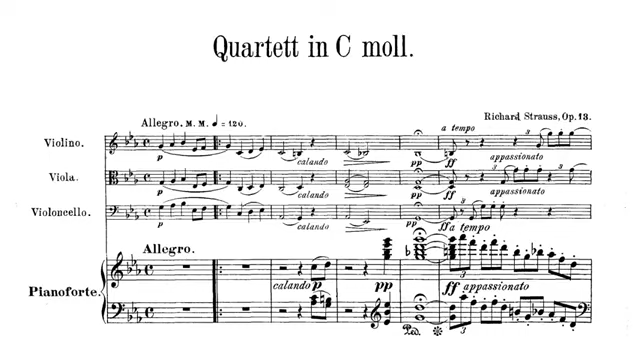 Quartett in C moll.
Richard Strauss, Op. 13.
Allegro. M. M. ♩ = 120.
a tempo
Violino.
p
calando
pp
ff
appassionato
Viola.
p
calando
pp
ff
appassionato
Violoncello.
p
calando
pp
ff a tempo
Allegro.
Pianoforte.
calando p
pp
ff appassionato
Ped.